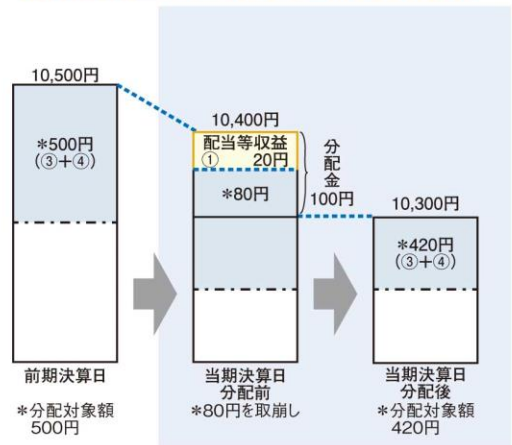 10,500円
*500円
(③+④)
前期決算日
*分配対象額
500円
10,400円
配当等収益
① 20円
*80円
分配金
100円
当期決算日
分配前
*80円を取崩し
10,300円
*420円
(③+④)
当期決算日
分配後
*分配対象額
420円